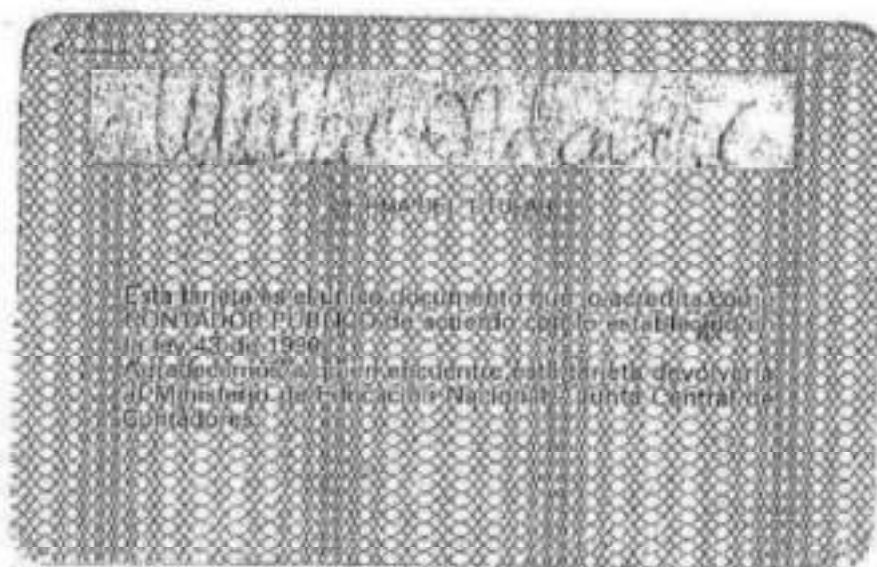 FIRMA DEL TITULAR
Esta tarjeta es el único documento que lo acredita como
CONTADOR PUBLICO de acuerdo con lo establecido en
la ley 43 de 1990.
Agradecemos a quien encuentre esta tarjeta devolverla
al Ministerio de Educación Nacional - Junta Central de
Contadores.